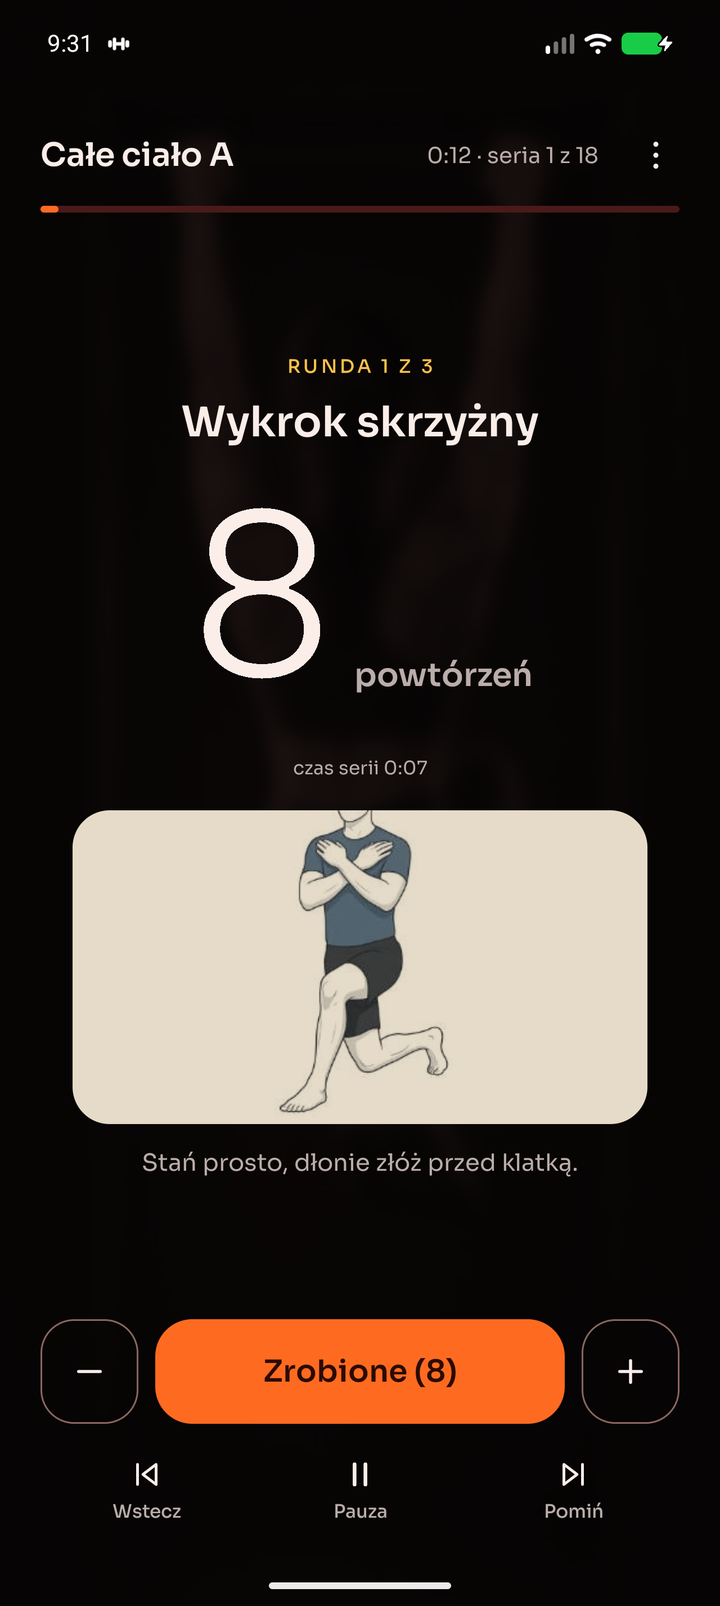 9:31
Całe ciało A
0:12 · seria 1 z 18
RUNDA 1 Z 3
Wykrok skrzyżny
8 powtórzeń
czas serii 0:07
Stań prosto, dłonie złóż przed klatką.
Zrobione (8)
Wstecz
Pauza
Pomiń